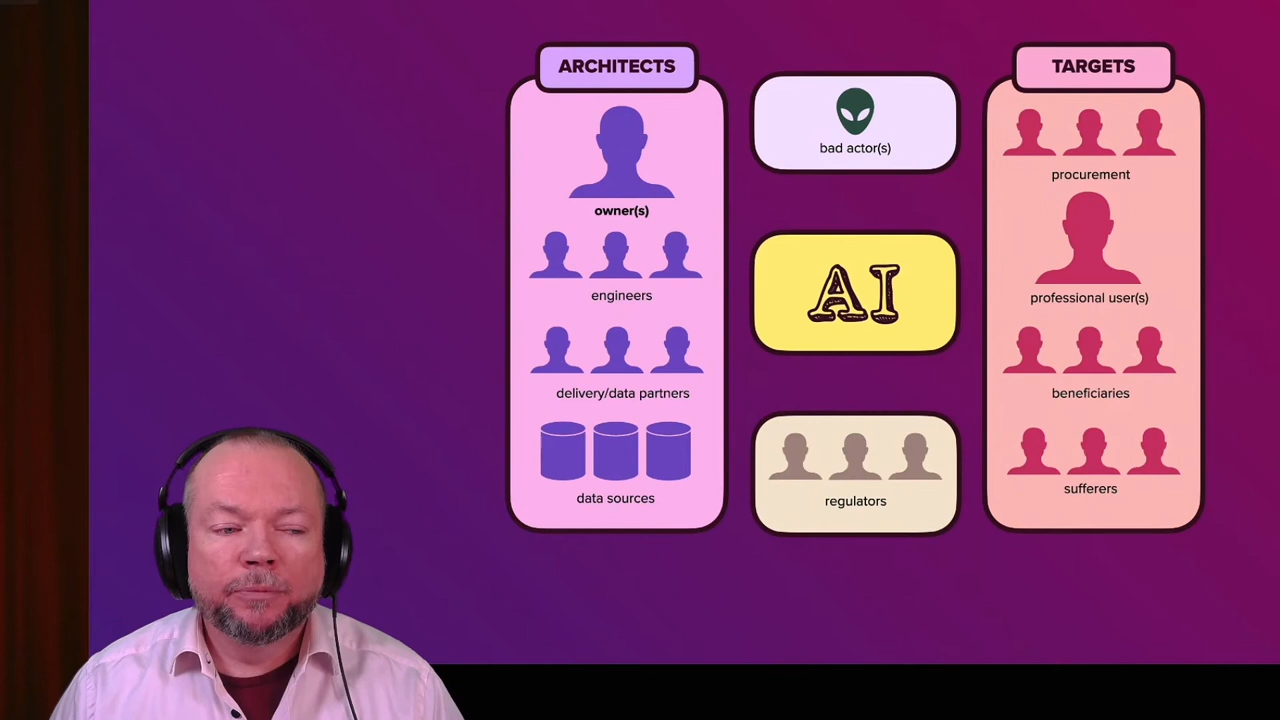 ARCHITECTS
owner(s)
engineers
delivery/data partners
data sources
bad actor(s)
AI
regulators
TARGETS
procurement
professional user(s)
beneficiaries
sufferers